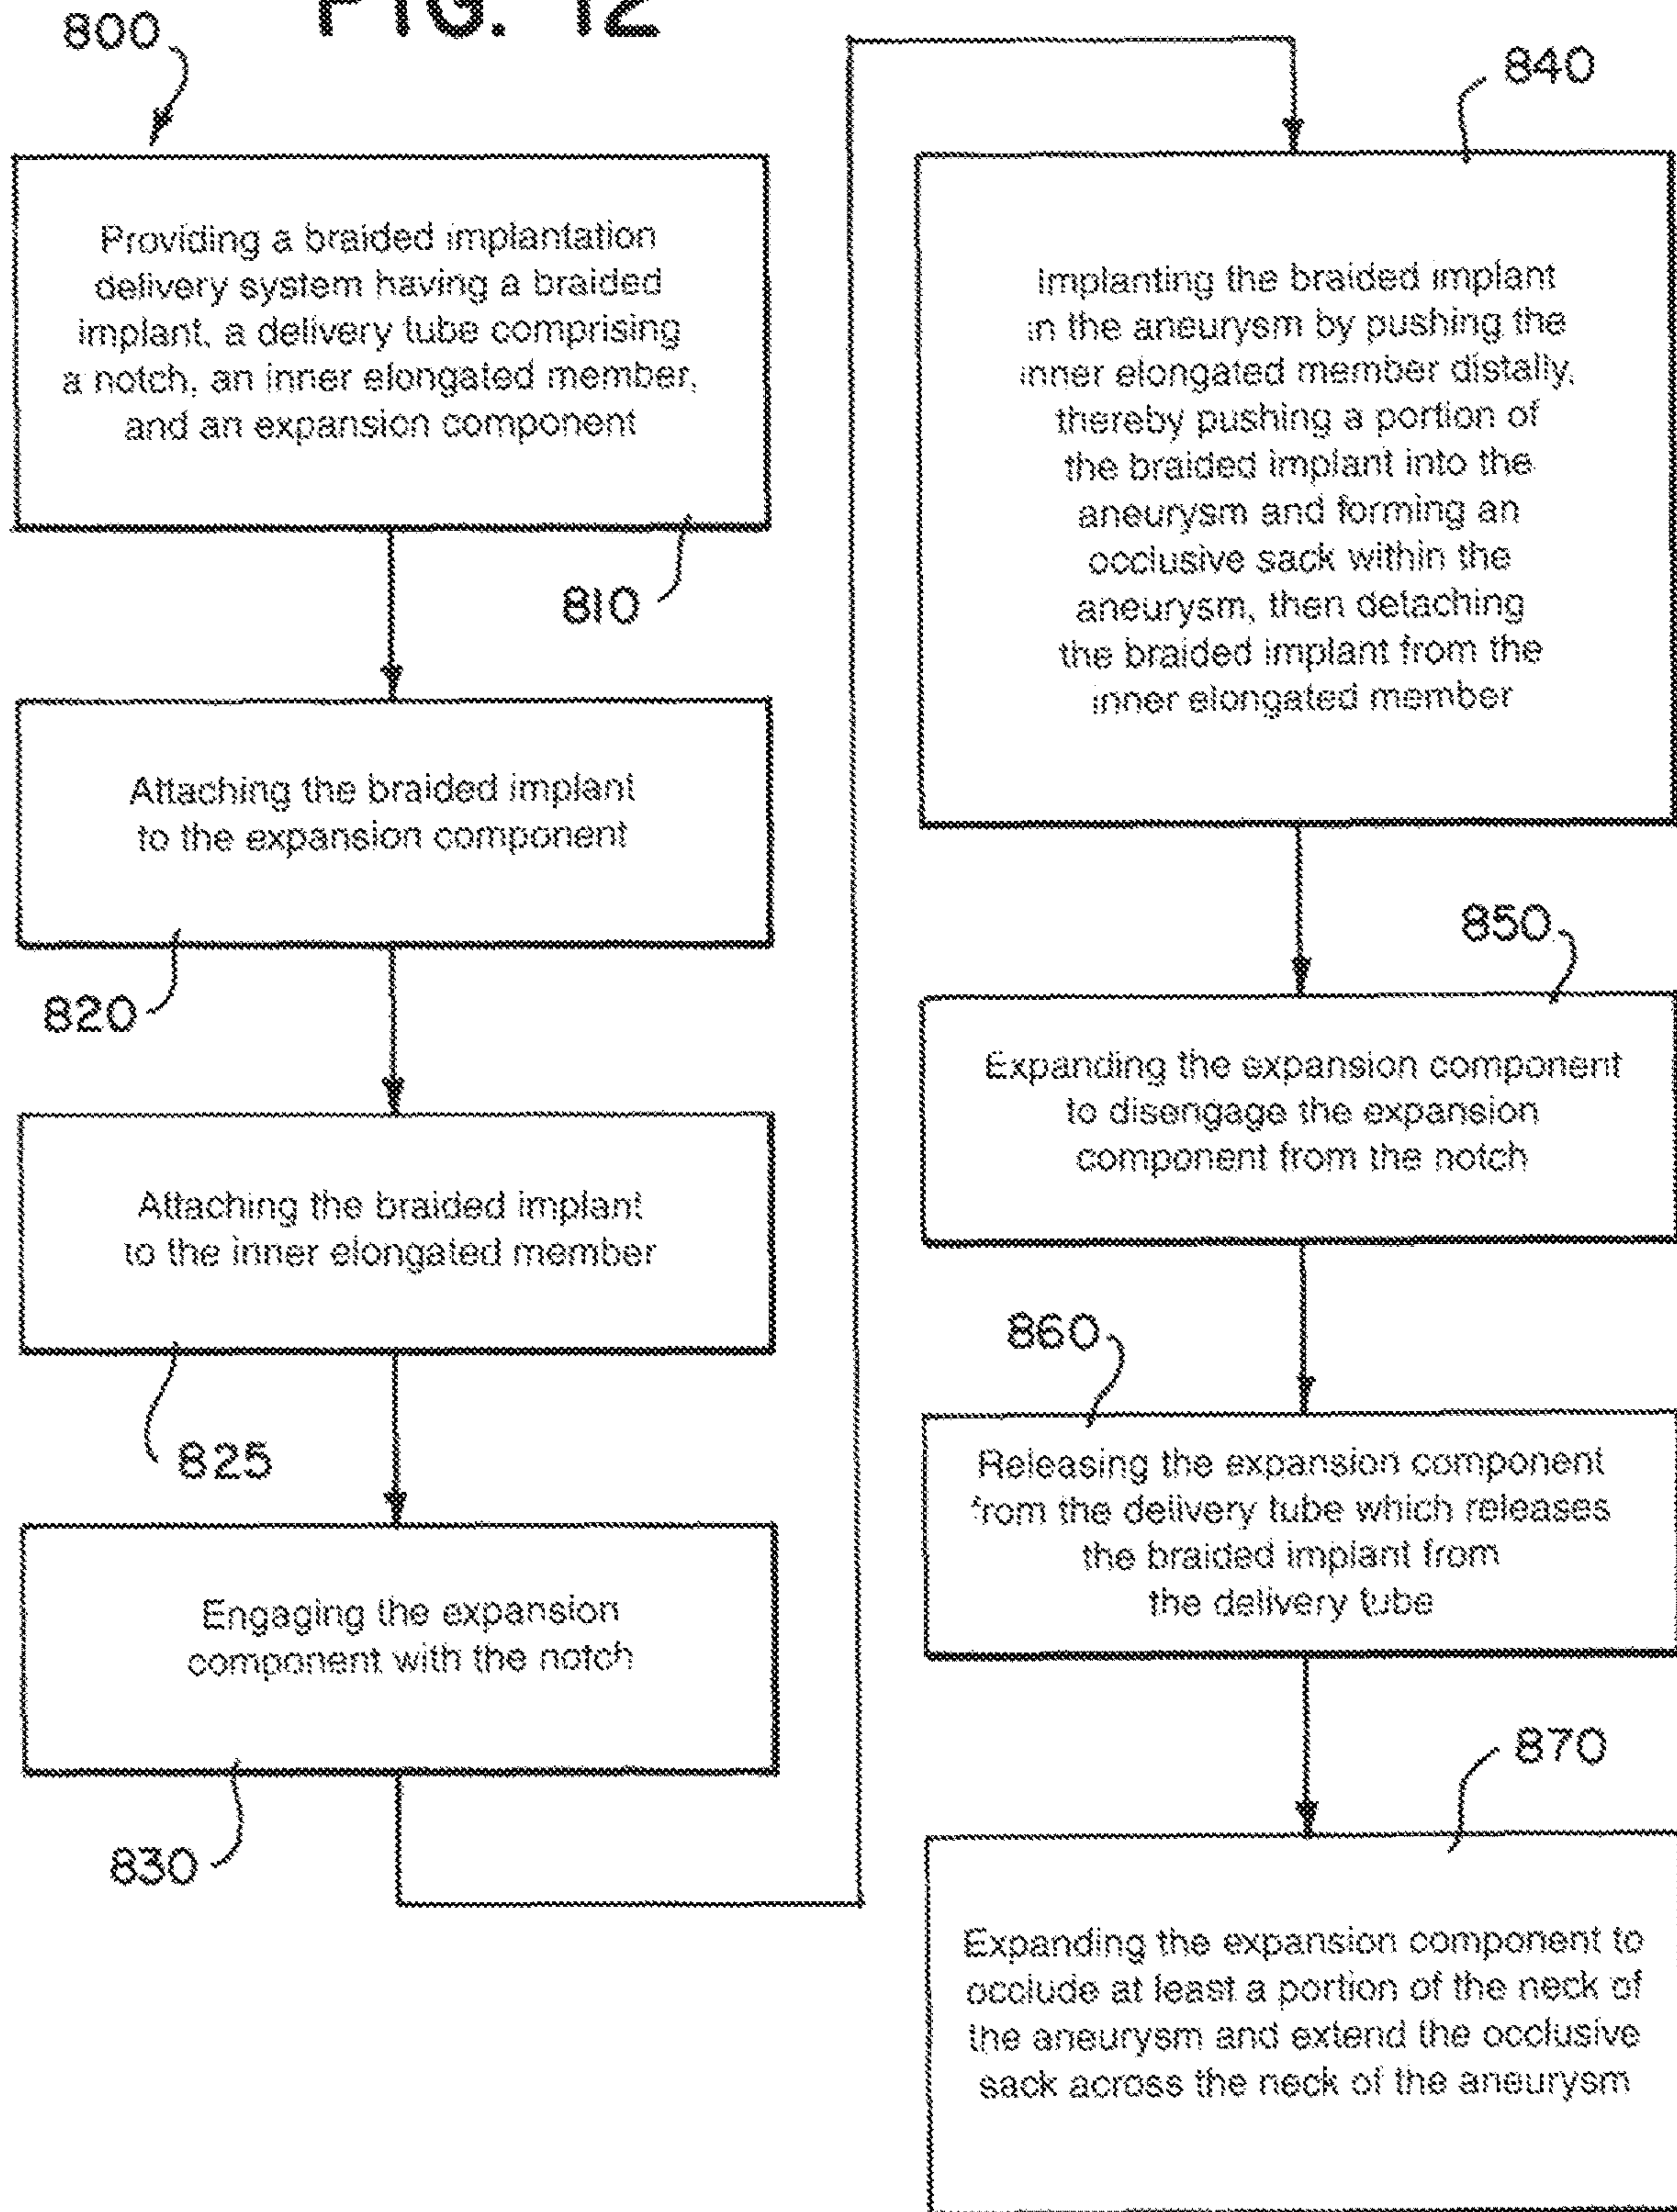 FIG. 12
800
Providing a braided implantation
delivery system having a braided
implant, a delivery tube comprising
a notch, an inner elongated member,
and an expansion component
810
Attaching the braided implant
to the expansion component
820
Attaching the braided implant
to the inner elongated member
825
Engaging the expansion
component with the notch
830
840
Implanting the braided implant
in the aneurysm by pushing the
inner elongated member distally,
thereby pushing a portion of
the braided implant into the
aneurysm and forming an
occlusive sack within the
aneurysm, then detaching
the braided implant from the
inner elongated member
850
Expanding the expansion component
to disengage the expansion
component from the notch
860
Releasing the expansion component
from the delivery tube which releases
the braided implant from
the delivery tube
870
Expanding the expansion component to
occlude at least a portion of the neck of
the aneurysm and extend the occlusive
sack across the neck of the aneurysm